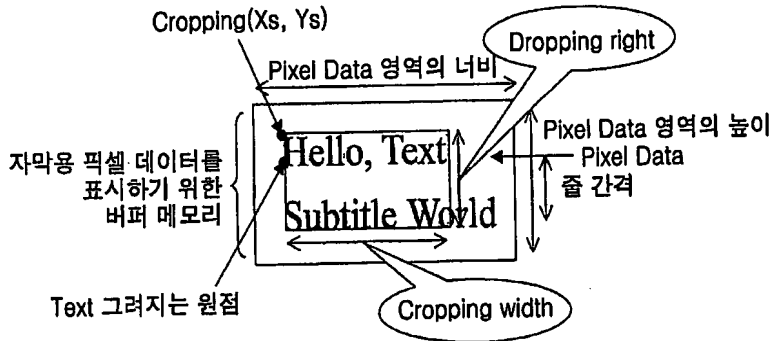 Cropping(Xs, Ys)
Dropping right
Pixel Data 영역의 너비
Pixel Data 영역의 높이
자막용 픽셀 데이터를
표시하기 위한
버퍼 메모리
Hello, Text
Pixel Data
줄 간격
Subtitle World
Text 그려지는 원점
Cropping width